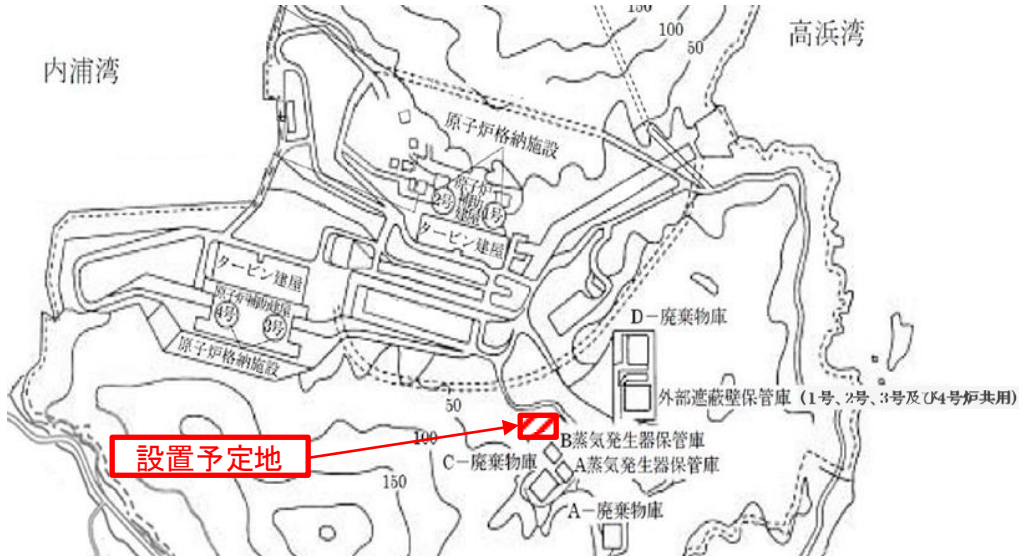 150
100
50
高浜湾
内浦湾
原子炉格納施設
原子炉
補助
建屋
2号
1号
タービン建屋
タービン建屋
原子炉補助建屋
4号
3号
原子炉格納施設
D－廃棄物庫
外部遮蔽壁保管庫（1号、2号、3号及び4号炉共用）
50
100
B蒸気発生器保管庫
設置予定地
C－廃棄物庫
A蒸気発生器保管庫
150
A－廃棄物庫